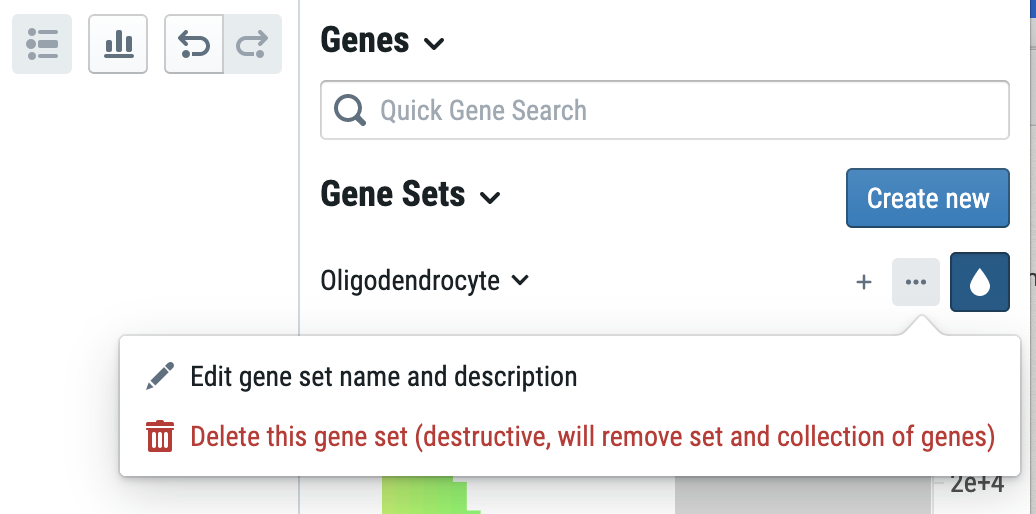 Genes
Quick Gene Search
Gene Sets
Create new
Oligodendrocyte
Edit gene set name and description
Delete this gene set (destructive, will remove set and collection of genes)
2e+4